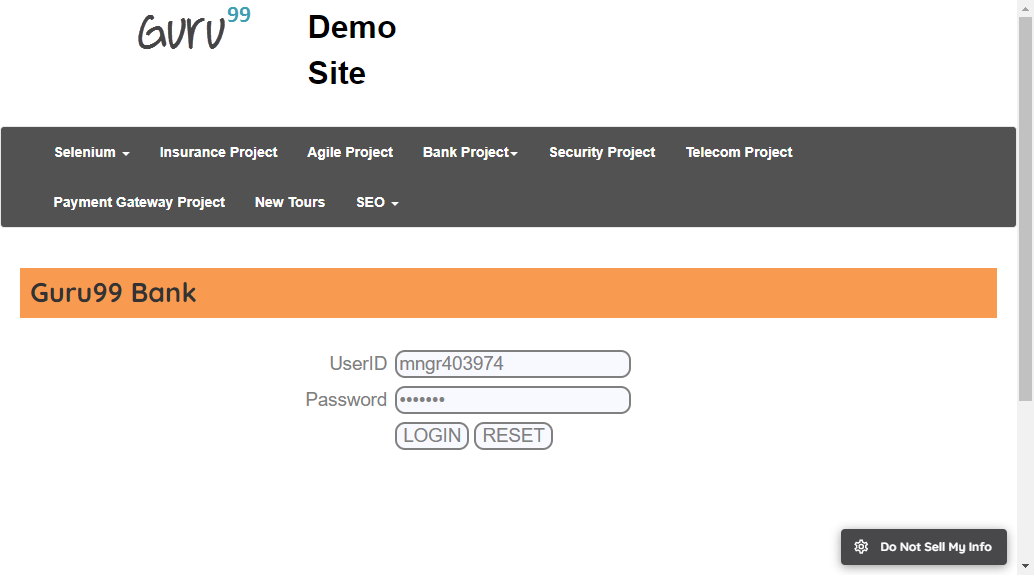 Guru99
Demo
Site
Selenium Insurance Project Agile Project Bank Project Security Project Telecom Project
Payment Gateway Project New Tours SEO
Guru99 Bank
UserID mngr403974
Password •••••••
LOGIN RESET
Do Not Sell My Info